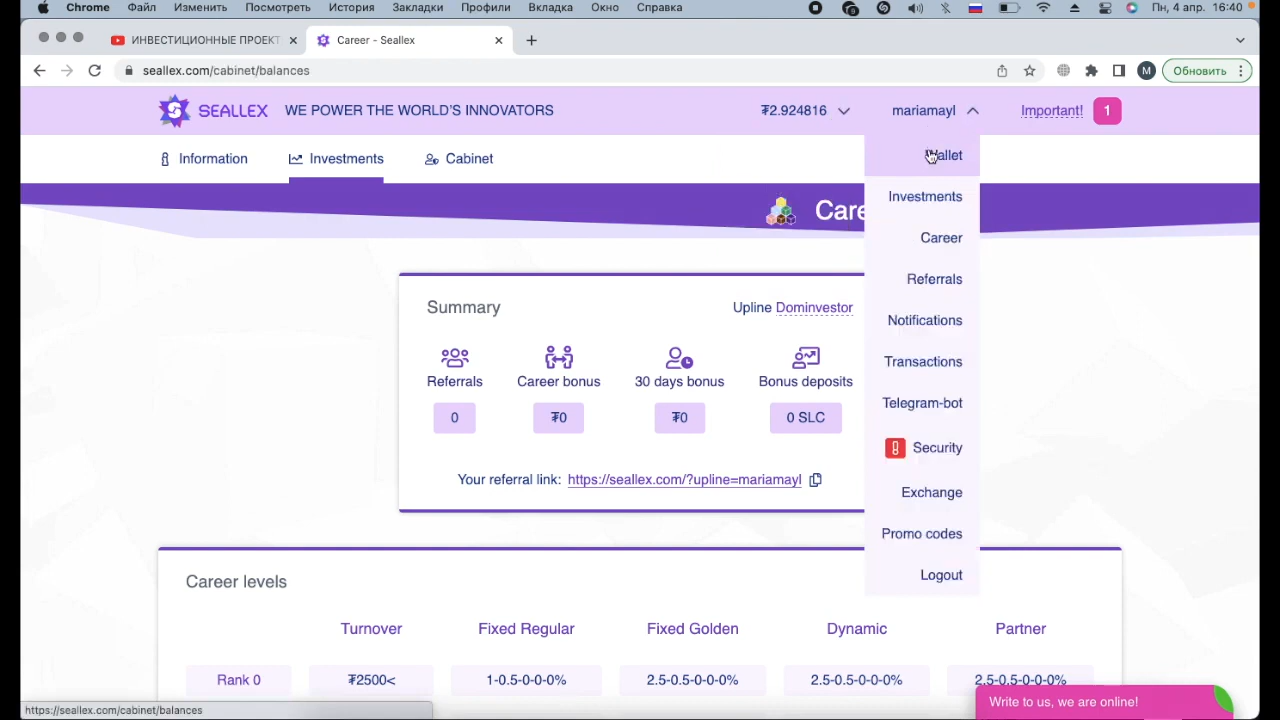 Chrome Файл Изменить Посмотреть История Закладки Профили Вкладка Окно Справка Пн, 4 апр. 16:40
ИНВЕСТИЦИОННЫЕ ПРОЕКТ Career - Seallex
seallex.com/cabinet/balances M Обновить
SEALLEX WE POWER THE WORLD'S INNOVATORS ₮2.924816 mariamayl Important! 1
Information Investments Cabinet
Wallet
Investments
Career
Referrals
Notifications
Transactions
Telegram-bot
Security
Exchange
Promo codes
Logout
Summary Upline Dominvestor
Referrals Career bonus 30 days bonus Bonus deposits
0 ₮0 ₮0 0 SLC
Your referral link: https://seallex.com/?upline=mariamayl
Career levels
Turnover Fixed Regular Fixed Golden Dynamic Partner
Rank 0 ₮2500< 1-0.5-0-0-0% 2.5-0.5-0-0-0% 2.5-0.5-0-0-0% 2.5-0.5-0-0-0%
Write to us, we are online!
https://seallex.com/cabinet/balances